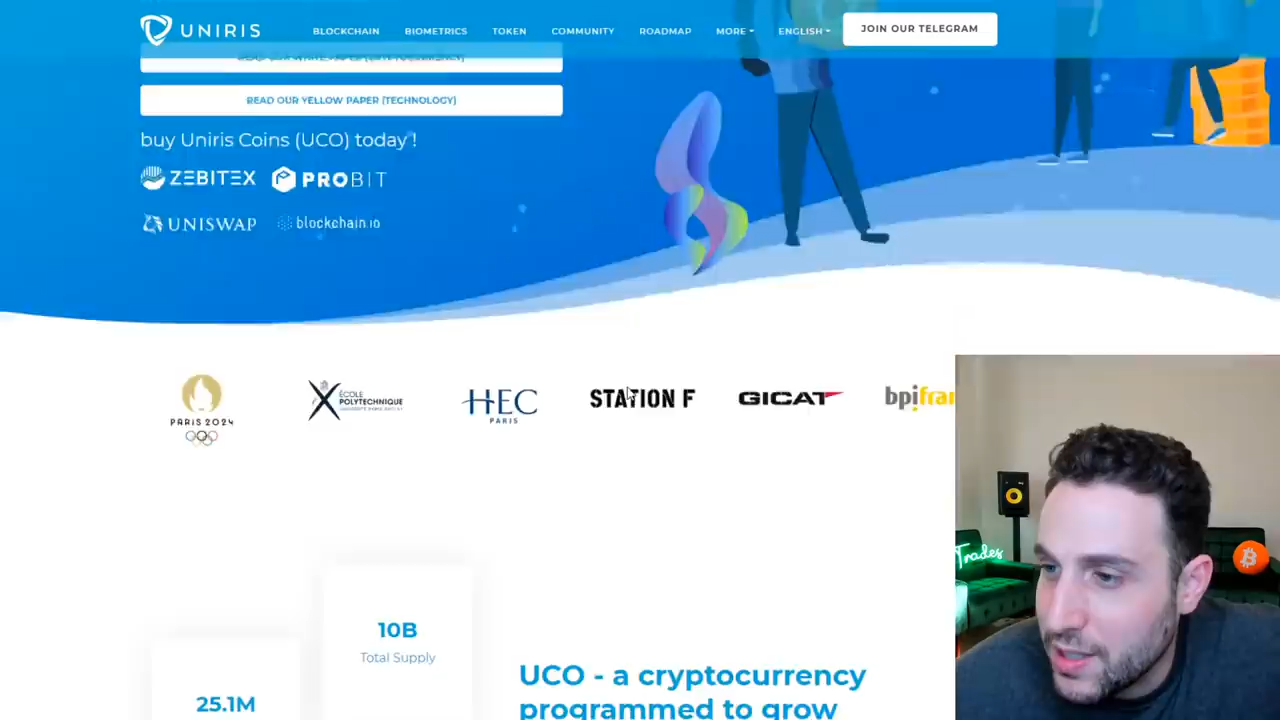 UNIRIS
BLOCKCHAIN BIOMETRICS TOKEN COMMUNITY ROADMAP MORE ENGLISH JOIN OUR TELEGRAM
READ OUR YELLOW PAPER (TECHNOLOGY)
buy Uniris Coins (UCO) today !
ZEBITEX PROBIT
UNISWAP blockchain.io
PARIS 2024
ÉCOLE
POLYTECHNIQUE
HEC
PARIS
STATION F
GICAT
bpifran
Trades
10B
Total Supply
25.1M
UCO - a cryptocurrency
programmed to grow